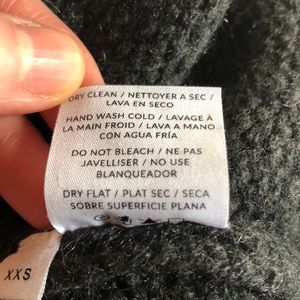 DRY CLEAN / NETTOYER A SEC /
LAVA EN SECO
HAND WASH COLD / LAVAGE À
LA MAIN FROID / LAVA A MANO
CON AGUA FRÍA
DO NOT BLEACH / NE PAS
JAVELLISER / NO USE
BLANQUEADOR
DRY FLAT / PLAT SEC / SECA
SOBRE SUPERFICIE PLANA
XXS